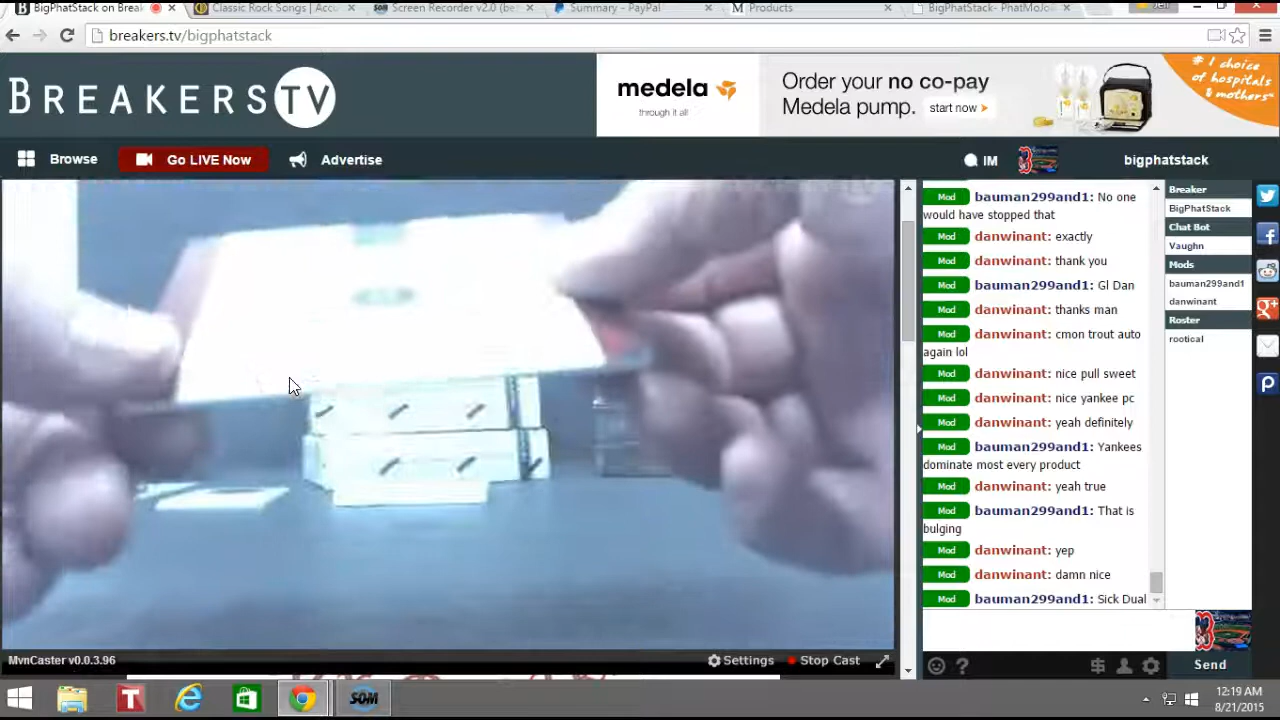 BigPhatStack on Break
Classic Rock Songs | Accu
Screen Recorder v2.0 (be
Summary - PayPal
Products
BigPhatStack- PhatMoJo
Jeff
breakers.tv/bigphatstack
BREAKERS TV
medela
through it all
Order your no co-pay
Medela pump. start now >
# 1 choice
of hospitals
& mothers*
Browse
Go LIVE Now
Advertise
IM
bigphatstack
Mod bauman299and1: No one
would have stopped that
Mod danwinant: exactly
Mod danwinant: thank you
Mod bauman299and1: Gl Dan
Mod danwinant: thanks man
Mod danwinant: cmon trout auto
again lol
Mod danwinant: nice pull sweet
Mod danwinant: nice yankee pc
Mod danwinant: yeah definitely
Mod bauman299and1: Yankees
dominate most every product
Mod danwinant: yeah true
Mod bauman299and1: That is
bulging
Mod danwinant: yep
Mod danwinant: damn nice
Mod bauman299and1: Sick Dual
Breaker
BigPhatStack
Chat Bot
Vaughn
Mods
bauman299and1
danwinant
Roster
rootical
MvnCaster v0.0.3.96
Settings
Stop Cast
Send
SOM
12:19 AM
8/21/2015